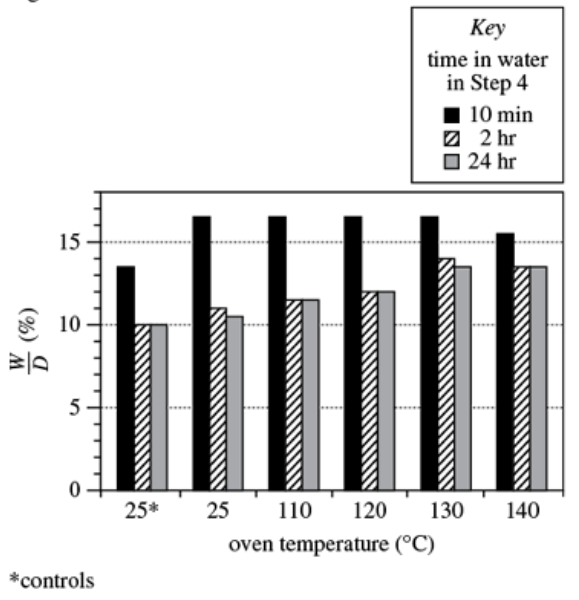 Key
time in water
in Step 4
10 min
2 hr
24 hr
W/D (%)
15
10
5
0
25* 25 110 120 130 140
oven temperature (°C)
*controls